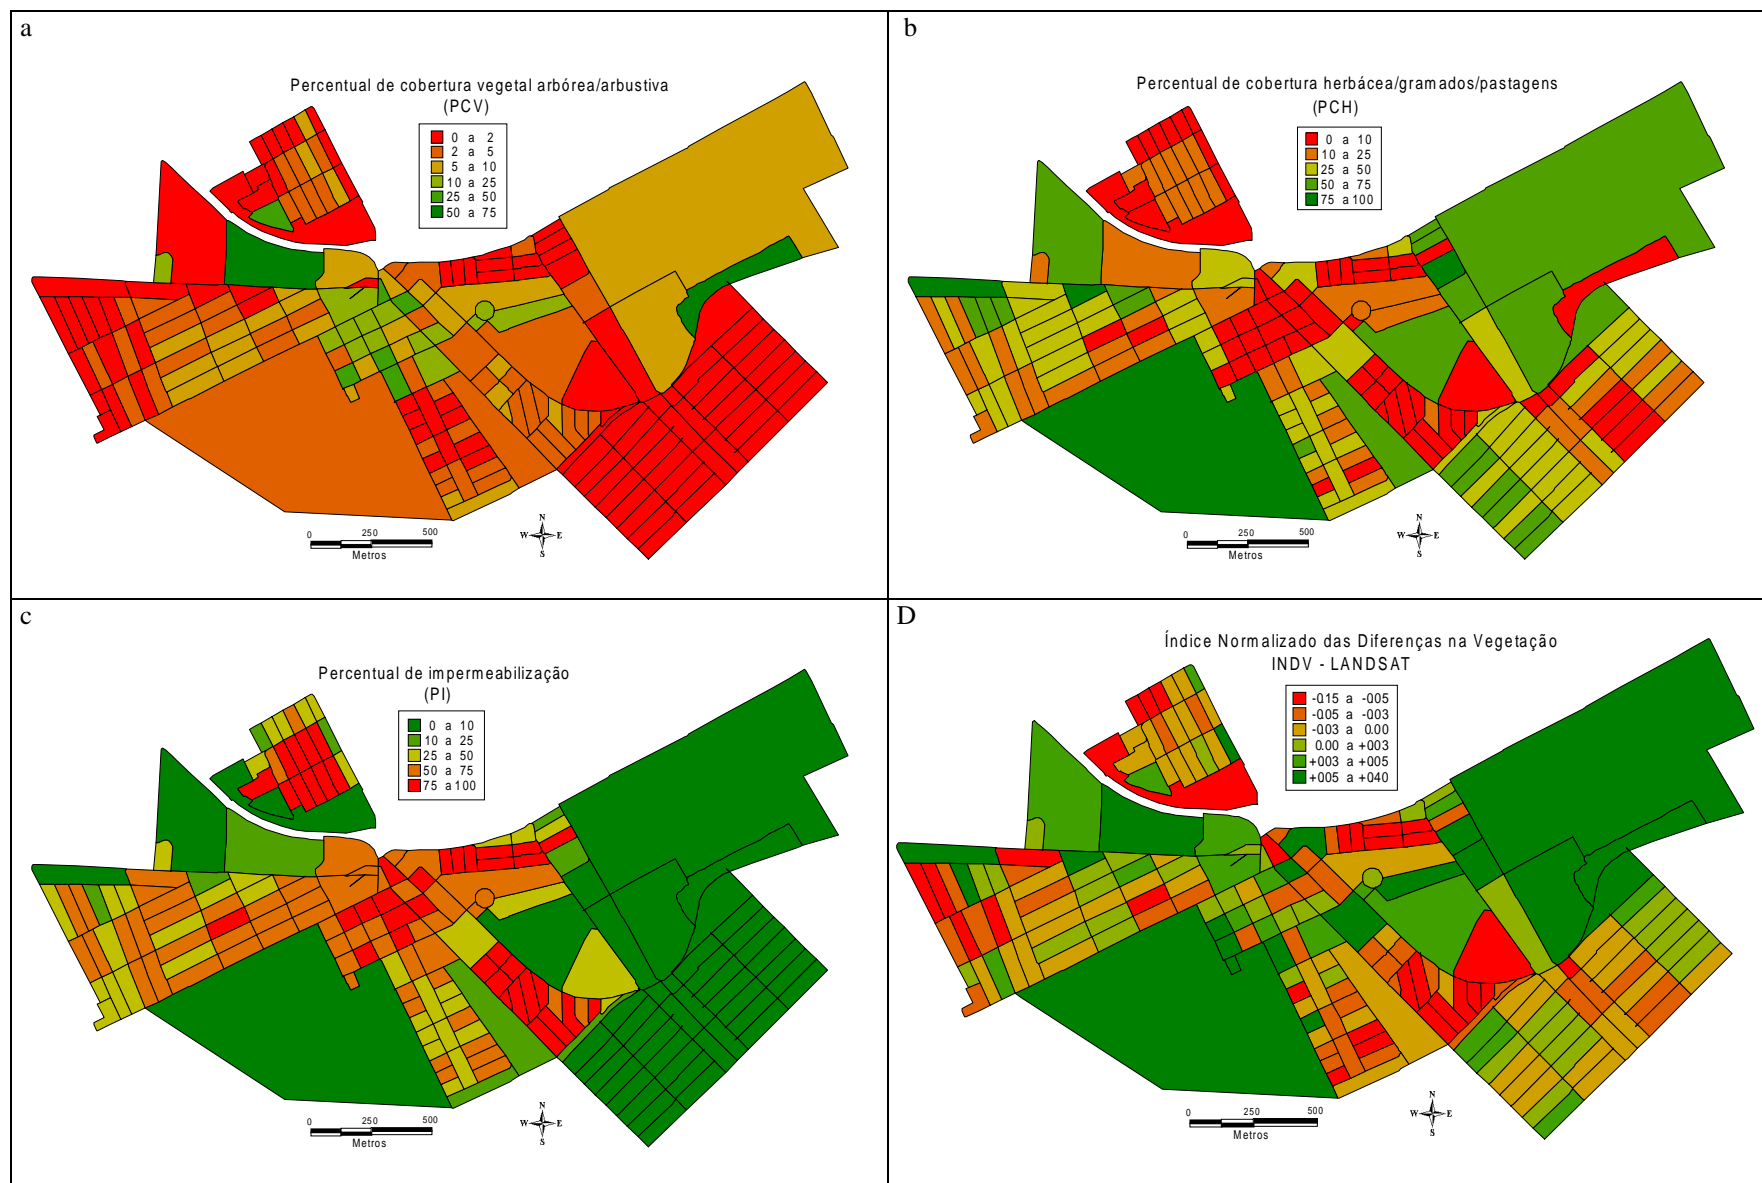 a
Percentual de cobertura vegetal arbórea/arbustiva
(PCV)
0 a 2
2 a 5
5 a 10
10 a 25
25 a 50
50 a 75
0 250 500
Metros
N
W E
S
b
Percentual de cobertura herbácea/gramados/pastagens
(PCH)
0 a 10
10 a 25
25 a 50
50 a 75
75 a 100
0 250 500
Metros
N
W E
S
c
Percentual de impermeabilização
(PI)
0 a 10
10 a 25
25 a 50
50 a 75
75 a 100
0 250 500
Metros
N
W E
S
D
Índice Normalizado das Diferenças na Vegetação
INDV - LANDSAT
-015 a -005
-005 a -003
-003 a 0.00
0.00 a +003
+003 a +005
+005 a +040
0 250 500
Metros
N
W E
S